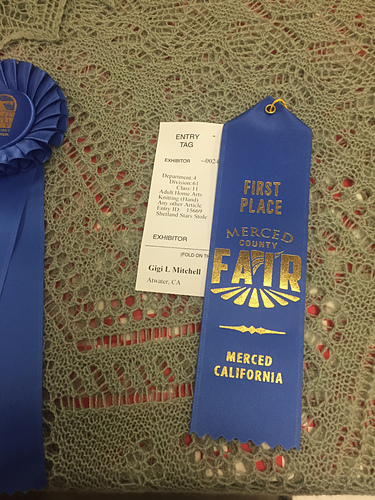 ENTRY
TAG
EXHIBITOR -0024
Department:4
Division:61
Class:11
Adult Home Arts
Knitting (Hand)
Any other Article
Entry ID 15669
Shetland Stars Stole
EXHIBITOR
(FOLD ON
Gigi L Mitchell
Atwater, CA
FIRST
PLACE
MERCED
COUNTY
FAIR
MERCED
CALIFORNIA